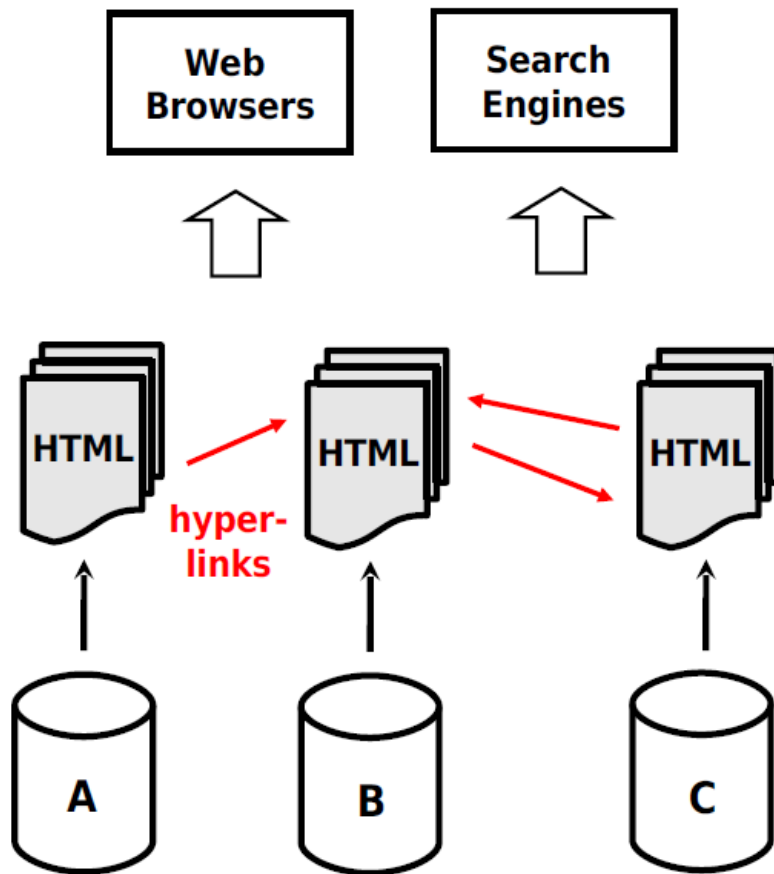 Web
Browsers
Search
Engines
HTML
HTML
HTML
hyper-
links
A
B
C